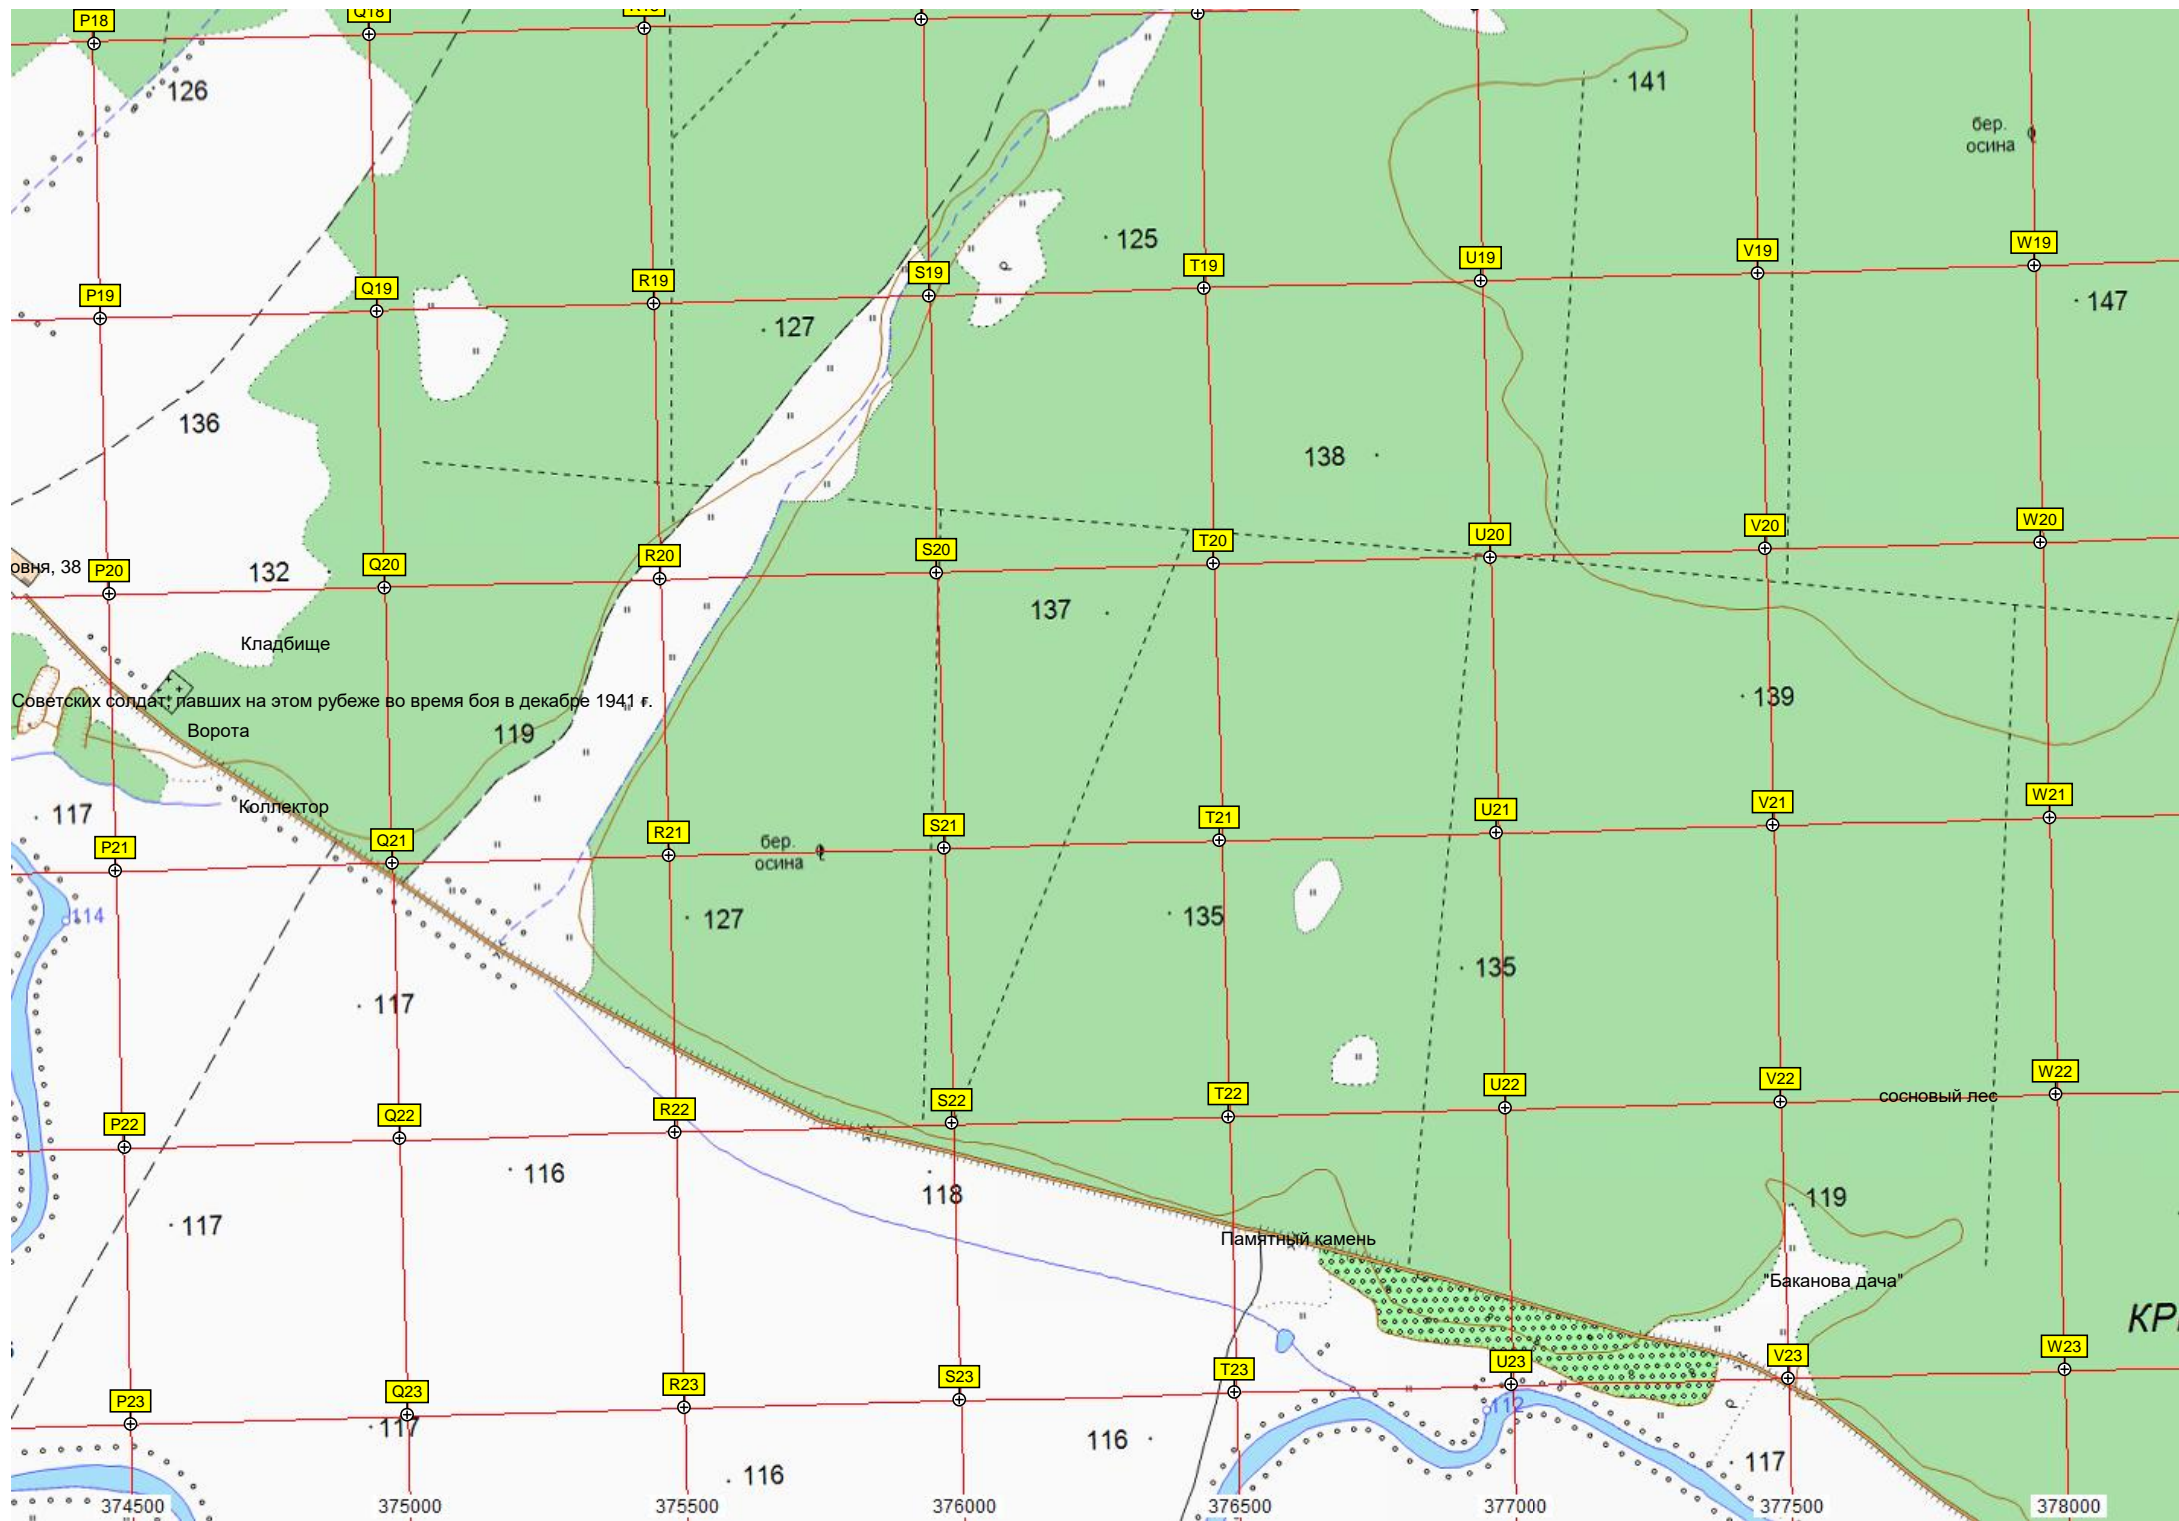 P18
Q18
126
141
бер.
осина
125
W19
V19
U19
T19
S19
R19
Q19
P19
147
127
136
138
W20
V20
U20
T20
S20
R20
Q20
P20
овня, 38
132
137
Кладбище
139
Советских солдат, павших на этом рубеже во время боя в декабре 1941 г.
Ворота
119
W21
V21
U21
T21
S21
R21
Q21
P21
Коллектор
117
бер.
осина
114
127
135
135
117
W22
V22
U22
T22
S22
R22
Q22
P22
сосновый лес
116
118
119
117
Памятный камень
"Баканова дача"
КР
W23
V23
U23
T23
S23
R23
Q23
P23
112
117
116
117
116
374500 375000 375500 376000 376500 377000 377500 378000